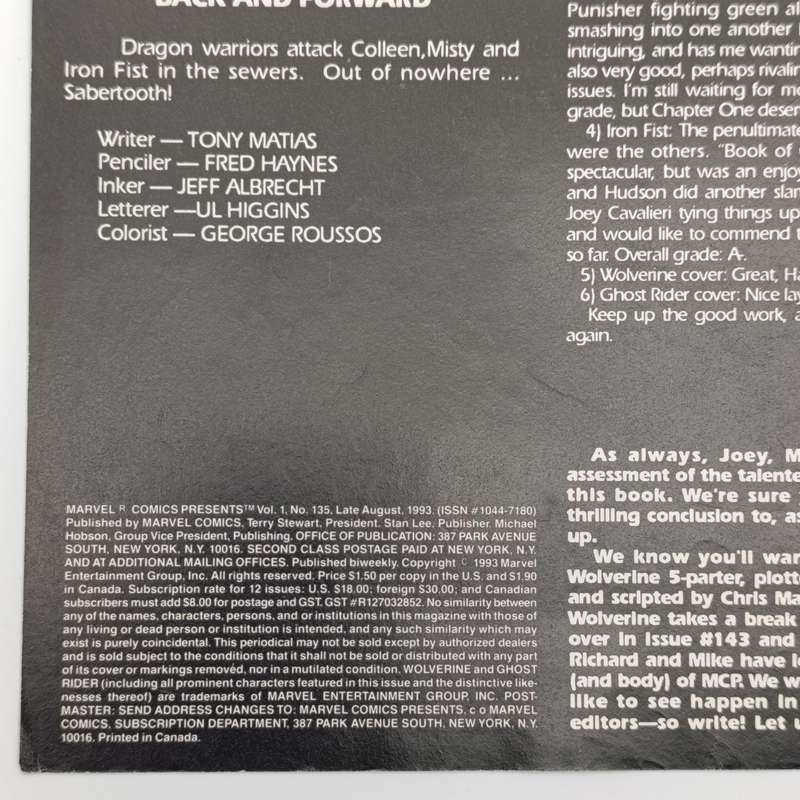 BACK AND FORWARD
Dragon warriors attack Colleen,Misty and
Iron Fist in the sewers. Out of nowhere ...
Sabertooth!
Writer — TONY MATIAS
Penciler — FRED HAYNES
Inker — JEFF ALBRECHT
Letterer —UL HIGGINS
Colorist — GEORGE ROUSSOS
MARVEL R COMICS PRESENTS™ Vol. 1, No. 135, Late August, 1993. (ISSN #1044-7180)
Published by MARVEL COMICS, Terry Stewart, President. Stan Lee, Publisher. Michael
Hobson, Group Vice President, Publishing. OFFICE OF PUBLICATION: 387 PARK AVENUE
SOUTH, NEW YORK, N.Y. 10016. SECOND CLASS POSTAGE PAID AT NEW YORK, N.Y.
AND AT ADDITIONAL MAILING OFFICES. Published biweekly. Copyright © 1993 Marvel
Entertainment Group, Inc. All rights reserved. Price $1.50 per copy in the U.S. and $1.90
in Canada. Subscription rate for 12 issues: U.S. $18.00; foreign $30.00; and Canadian
subscribers must add $8.00 for postage and GST. GST #R127032852. No similarity between
any of the names, characters, persons, and or institutions in this magazine with those of
any living or dead person or institution is intended, and any such similarity which may
exist is purely coincidental. This periodical may not be sold except by authorized dealers
and is sold subject to the conditions that it shall not be sold or distributed with any part
of its cover or markings removed, nor in a mutilated condition. WOLVERINE and GHOST
RIDER (including all prominent characters featured in this issue and the distinctive like-
nesses thereof) are trademarks of MARVEL ENTERTAINMENT GROUP, INC. POST-
MASTER: SEND ADDRESS CHANGES TO: MARVEL COMICS PRESENTS, c o MARVEL
COMICS, SUBSCRIPTION DEPARTMENT, 387 PARK AVENUE SOUTH, NEW YORK, N.Y.
10016. Printed in Canada.
Punisher fighting green
smashing into one another
intriguing, and has me
also very good, perhaps
issues. I'm still waiting for
grade, but Chapter One
4) Iron Fist: The penultimate
were the others. "Book of
spectacular, but was an
and Hudson did another
Joey Cavalieri tying things up
and would like to commend
so far. Overall grade: A-.
5) Wolverine cover: Great,
6) Ghost Rider cover: Nice
Keep up the good work,
again.
As always, Joey,
assessment of the
this book. We're sure
thrilling conclusion to,
up.
We know you'll
Wolverine 5-parter,
and scripted by Chris
Wolverine takes a break
over in issue #143 and
Richard and Mike have
(and body) of MCP. We
like to see happen in
editors—so write! Let